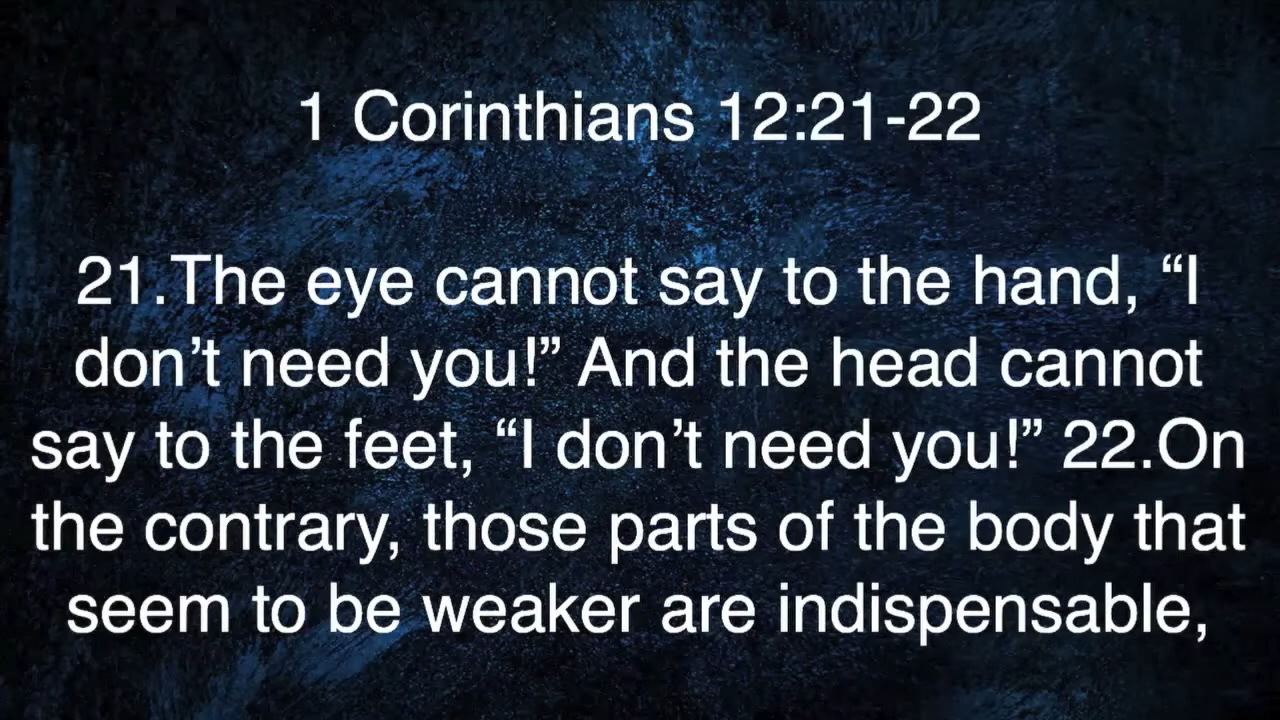 1 Corinthians 12:21-22
21.The eye cannot say to the hand, “I
don’t need you!” And the head cannot
say to the feet, “I don’t need you!” 22.On
the contrary, those parts of the body that
seem to be weaker are indispensable,